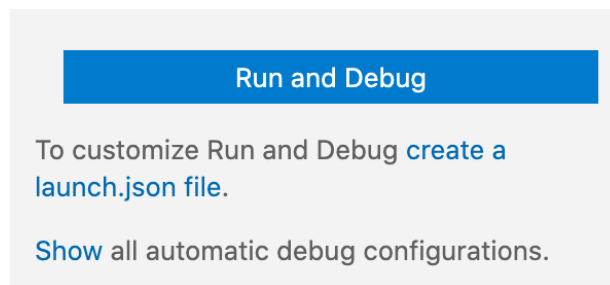 Run and Debug
To customize Run and Debug create a
launch.json file.
Show all automatic debug configurations.